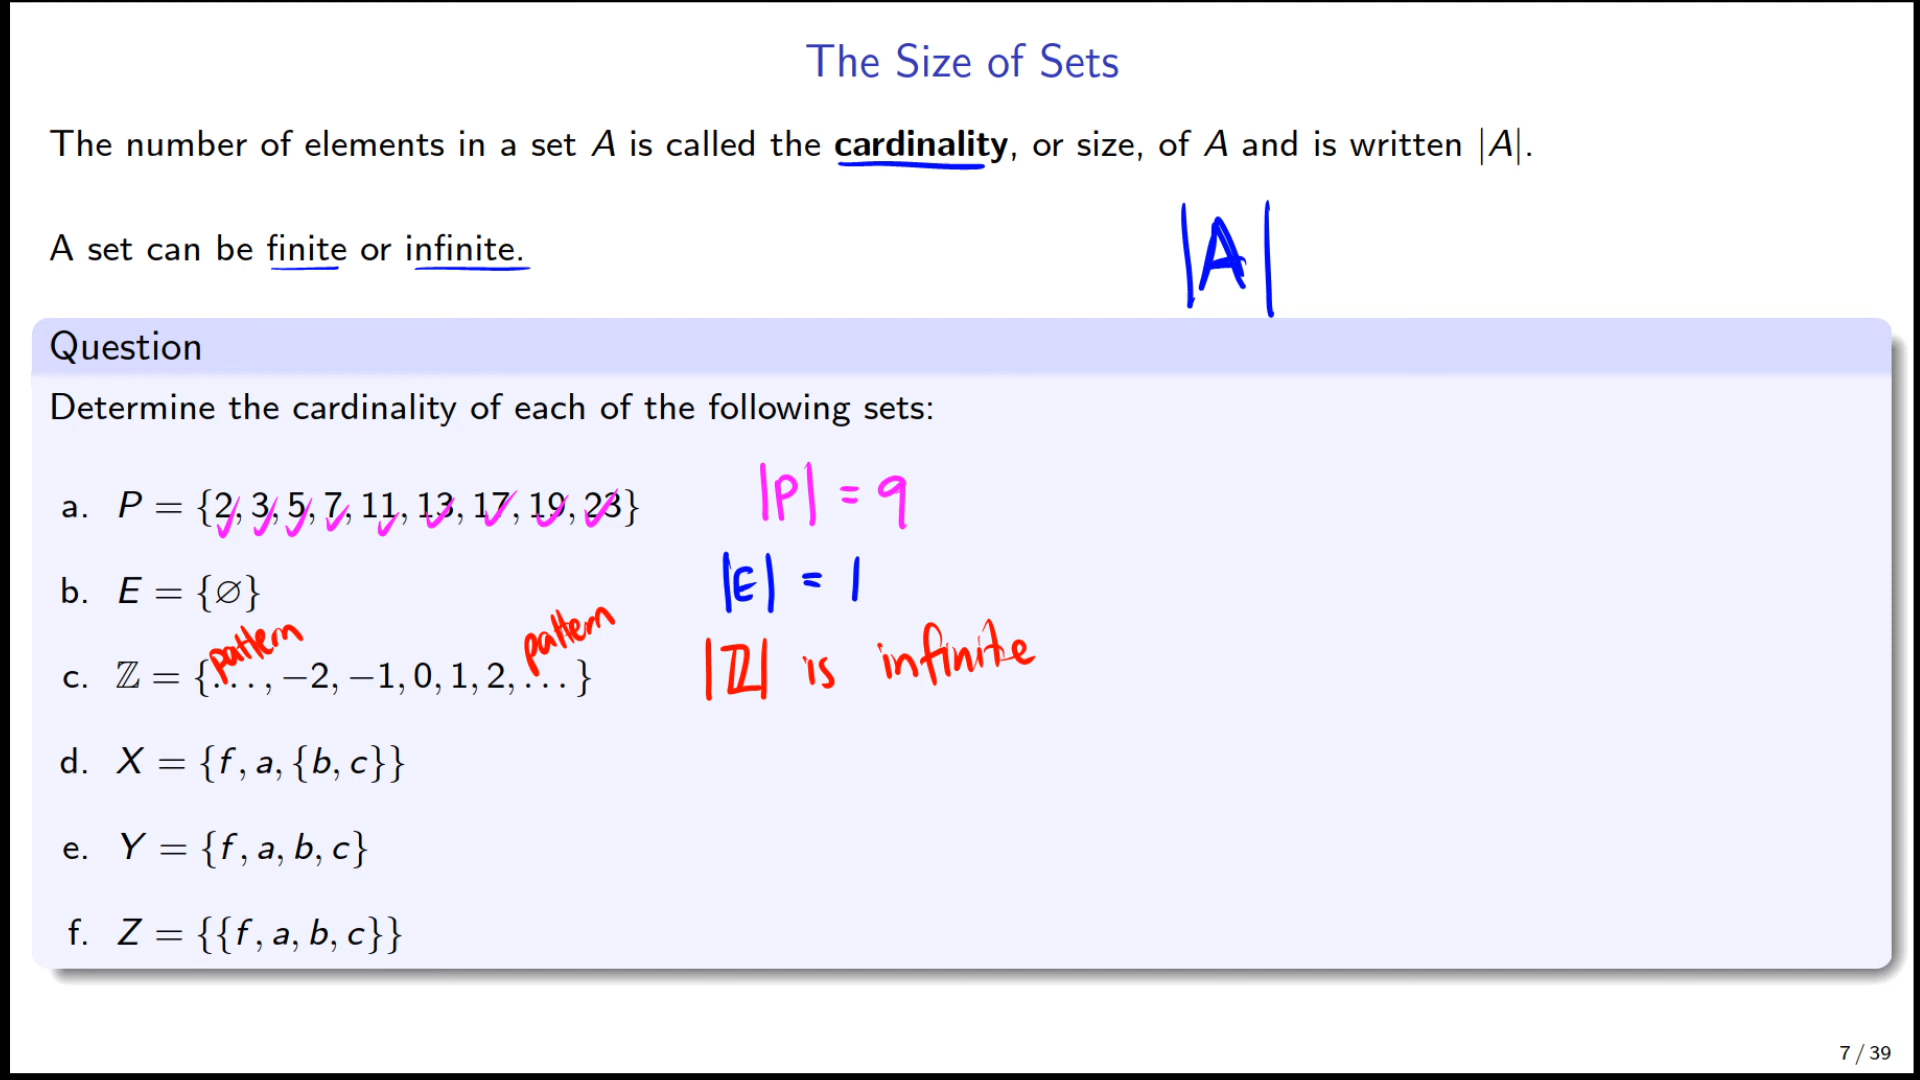 The Size of Sets
The number of elements in a set A is called the cardinality, or size, of A and is written |A|.
A set can be finite or infinite.
|A|
Question
Determine the cardinality of each of the following sets:
a. P = {2, 3, 5, 7, 11, 13, 17, 19, 23} |P| = 9
b. E = {∅} |E| = 1
pattern pattern
c. ℤ = {. . . , −2, −1, 0, 1, 2, . . . } |ℤ| is infinite
d. X = {f, a, {b, c}}
e. Y = {f, a, b, c}
f. Z = {{f, a, b, c}}
7 / 39